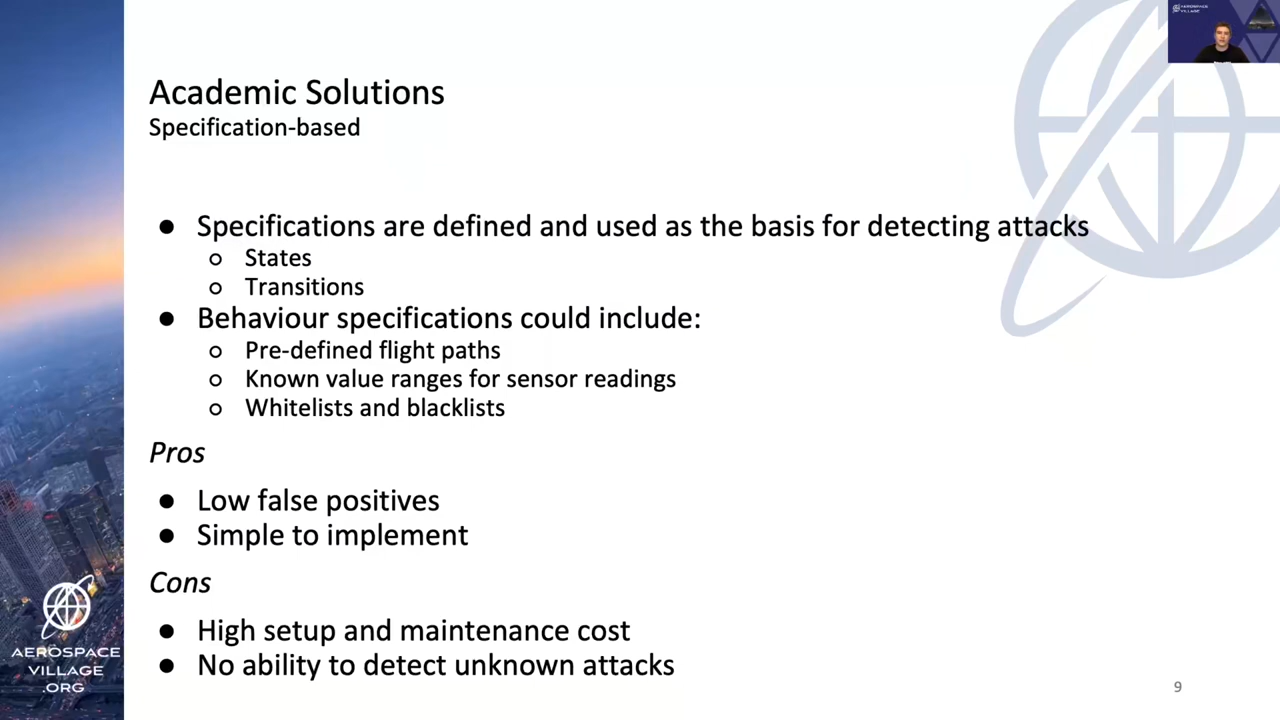 AEROSPACE
VILLAGE
Academic Solutions
Specification-based
● Specifications are defined and used as the basis for detecting attacks
○ States
○ Transitions
● Behaviour specifications could include:
○ Pre-defined flight paths
○ Known value ranges for sensor readings
○ Whitelists and blacklists
Pros
● Low false positives
● Simple to implement
Cons
● High setup and maintenance cost
● No ability to detect unknown attacks
AEROSPACE
VILLAGE
.ORG
9